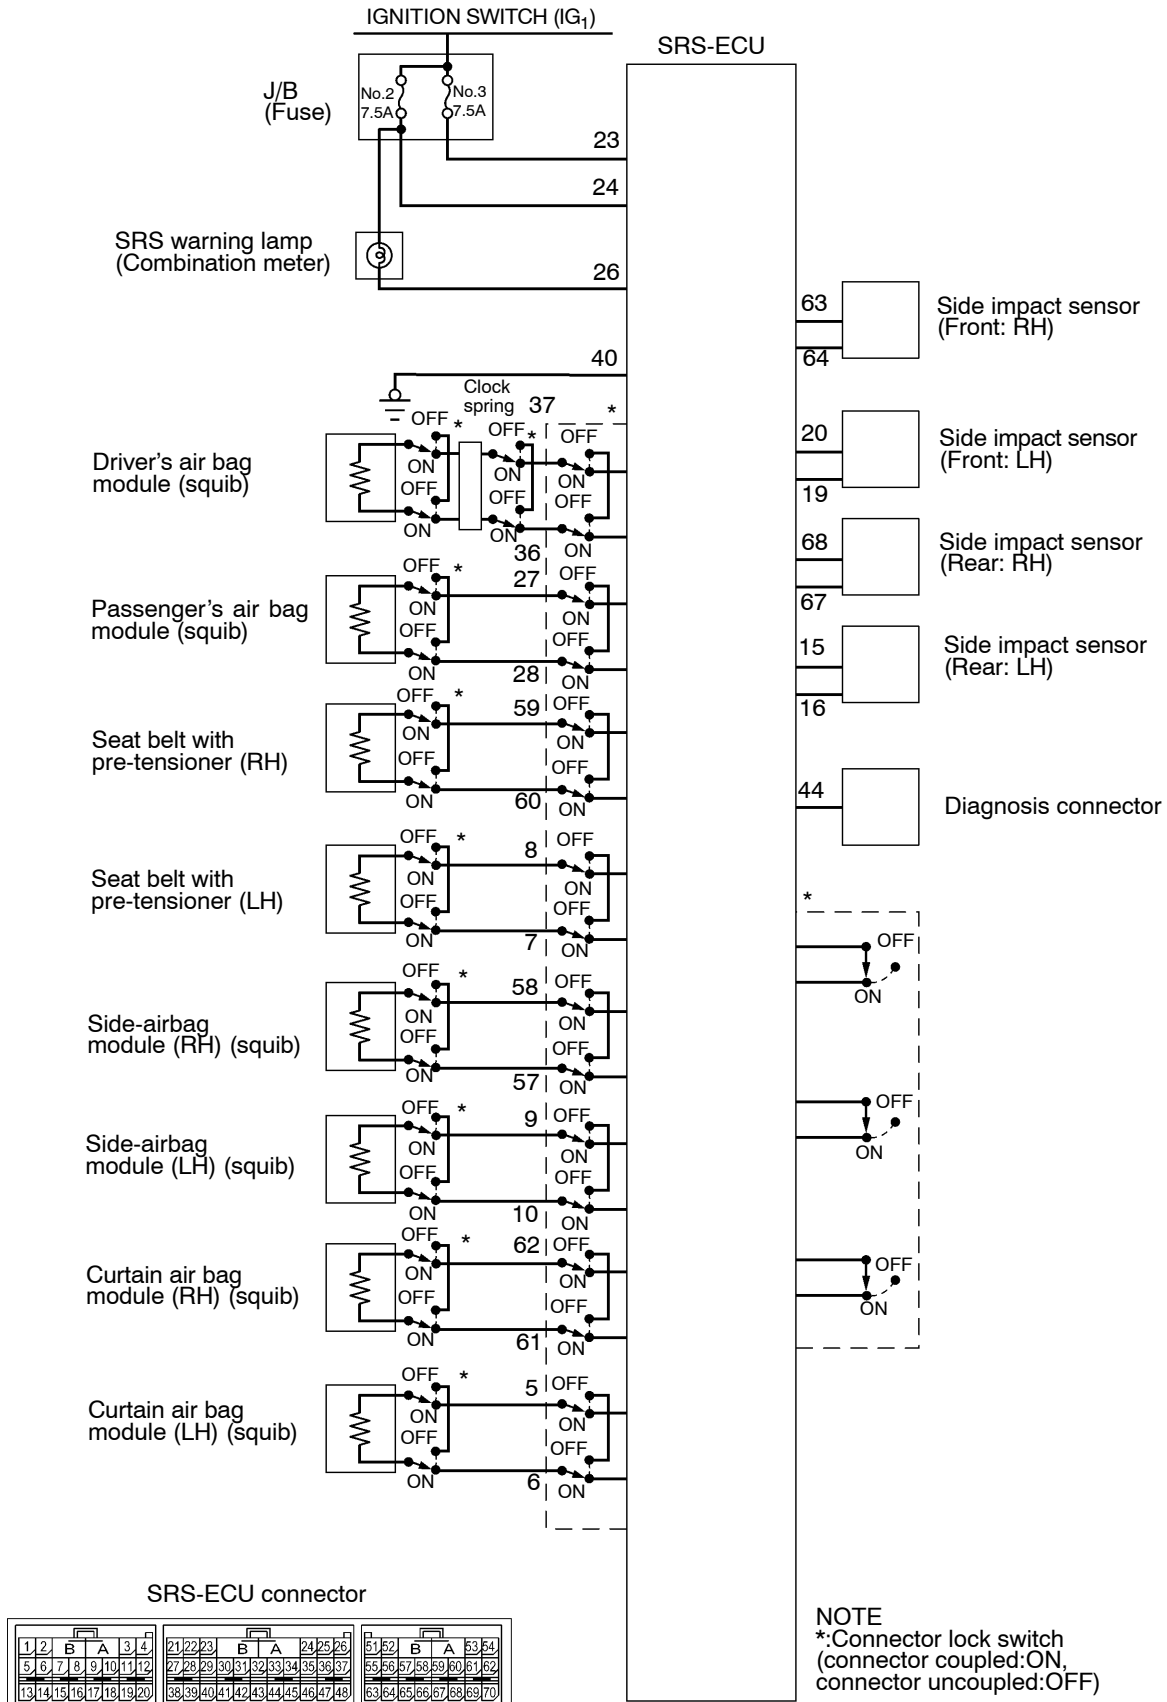 IGNITION SWITCH (IG1)
SRS-ECU
J/B
(Fuse)
No.2
7.5A
No.3
7.5A
23
24
SRS warning lamp
(Combination meter)
26
40
63
64
Side impact sensor
(Front: RH)
20
19
Side impact sensor
(Front: LH)
68
67
Side impact sensor
(Rear: RH)
15
16
Side impact sensor
(Rear: LH)
44
Diagnosis connector
*
OFF
ON
OFF
ON
OFF
ON
Clock
spring
37
*
Driver's air bag
module (squib)
OFF
*
ON
OFF
ON
OFF
*
ON
OFF
ON
OFF
ON
OFF
ON
36
Passenger's air bag
module (squib)
OFF
*
ON
OFF
ON
27
28
OFF
ON
OFF
ON
Seat belt with
pre-tensioner (RH)
OFF
*
ON
OFF
ON
59
60
OFF
ON
OFF
ON
Seat belt with
pre-tensioner (LH)
OFF
*
ON
OFF
ON
8
7
OFF
ON
OFF
ON
Side-airbag
module (RH) (squib)
OFF
*
ON
OFF
ON
58
57
OFF
ON
OFF
ON
Side-airbag
module (LH) (squib)
OFF
*
ON
OFF
ON
9
10
OFF
ON
OFF
ON
Curtain air bag
module (RH) (squib)
OFF
*
ON
OFF
ON
62
61
OFF
ON
OFF
ON
Curtain air bag
module (LH) (squib)
OFF
*
ON
OFF
ON
5
6
OFF
ON
OFF
ON
SRS-ECU connector
1 2 B A 3 4
5 6 7 8 9 10 11 12
13 14 15 16 17 18 19 20
21 22 23 B A 24 25 26
27 28 29 30 31 32 33 34 35 36 37
38 39 40 41 42 43 44 45 46 47 48
51 52 B A 53 54
55 56 57 58 59 60 61 62
63 64 65 66 67 68 69 70
NOTE
*:Connector lock switch
(connector coupled:ON,
connector uncoupled:OFF)